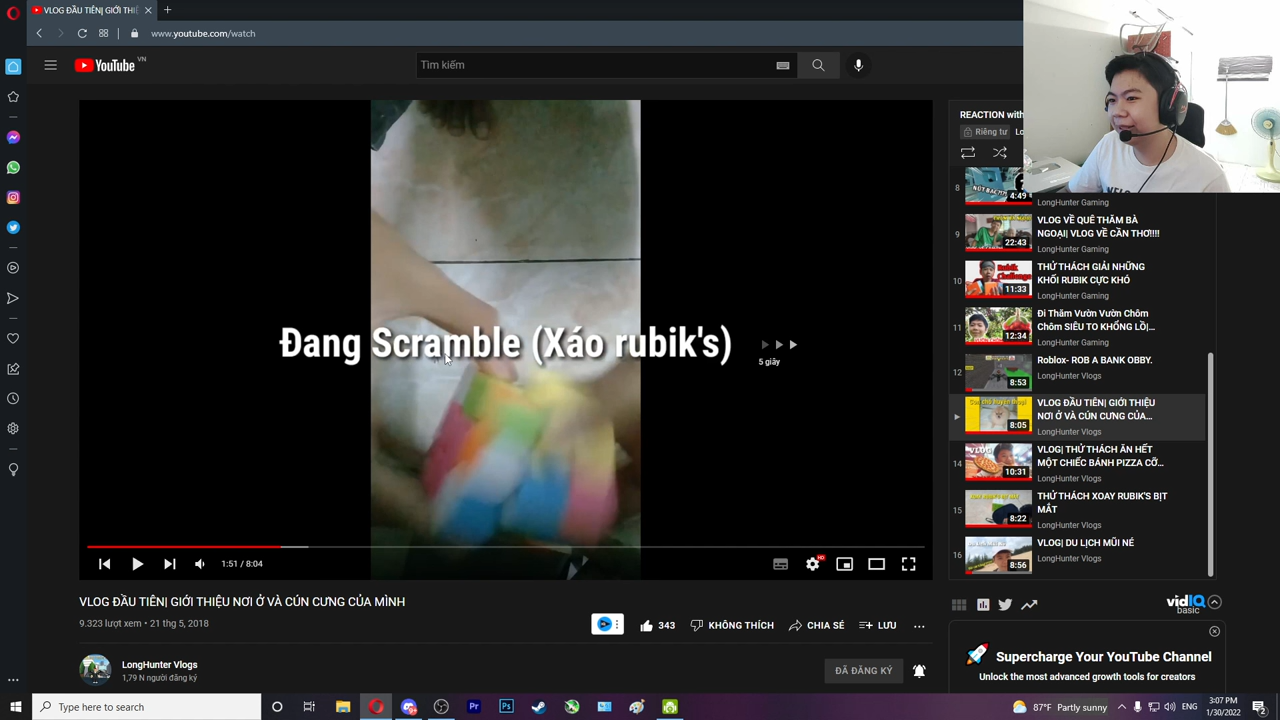 VLOG ĐẦU TIÊN| GIỚI THI
www.youtube.com/watch
YouTube VN
Tìm kiếm
REACTION with
Riêng tư
Lo
Đang Scramble (Xáo rubik's)
5 giây
1:51 / 8:04
HD
8
4:49
LongHunter Gaming
9
22:43
VLOG VỀ QUÊ THĂM BÀ
NGOẠI| VLOG VỀ CẦN THƠ!!!!
LongHunter Gaming
10
Rubik
Challenge
11:33
THỬ THÁCH GIẢI NHỮNG
KHỐI RUBIK CỰC KHÓ
LongHunter Gaming
11
13:24
Đi Thăm Vườn Vườn Chôm
Chôm SIÊU TO KHỔNG LỒ|...
LongHunter Gaming
12
8:53
Roblox- ROB A BANK OBBY.
LongHunter Vlogs
8:05
VLOG ĐẦU TIÊN| GIỚI THIỆU
NƠI Ở VÀ CÚN CƯNG CỦA...
LongHunter Vlogs
14
VLOG
10:31
VLOG| THỬ THÁCH ĂN HẾT
MỘT CHIẾC BÁNH PIZZA CỠ...
LongHunter Vlogs
15
8:22
THỬ THÁCH XOAY RUBIK'S BỊT
MẮT
LongHunter Vlogs
16
8:56
VLOG| DU LỊCH MŨI NÉ
LongHunter Vlogs
VLOG ĐẦU TIÊN| GIỚI THIỆU NƠI Ở VÀ CÚN CƯNG CỦA MÌNH
9.323 lượt xem • 21 thg 5, 2018
343
KHÔNG THÍCH
CHIA SẺ
LƯU
vidIQ
basic
LongHunter Vlogs
1,79 N người đăng ký
ĐÃ ĐĂNG KÝ
Supercharge Your YouTube Channel
Unlock the most advanced growth tools for creators
Type here to search
Pr
Ps
87°F Partly sunny
ENG
3:07 PM
1/30/2022
2